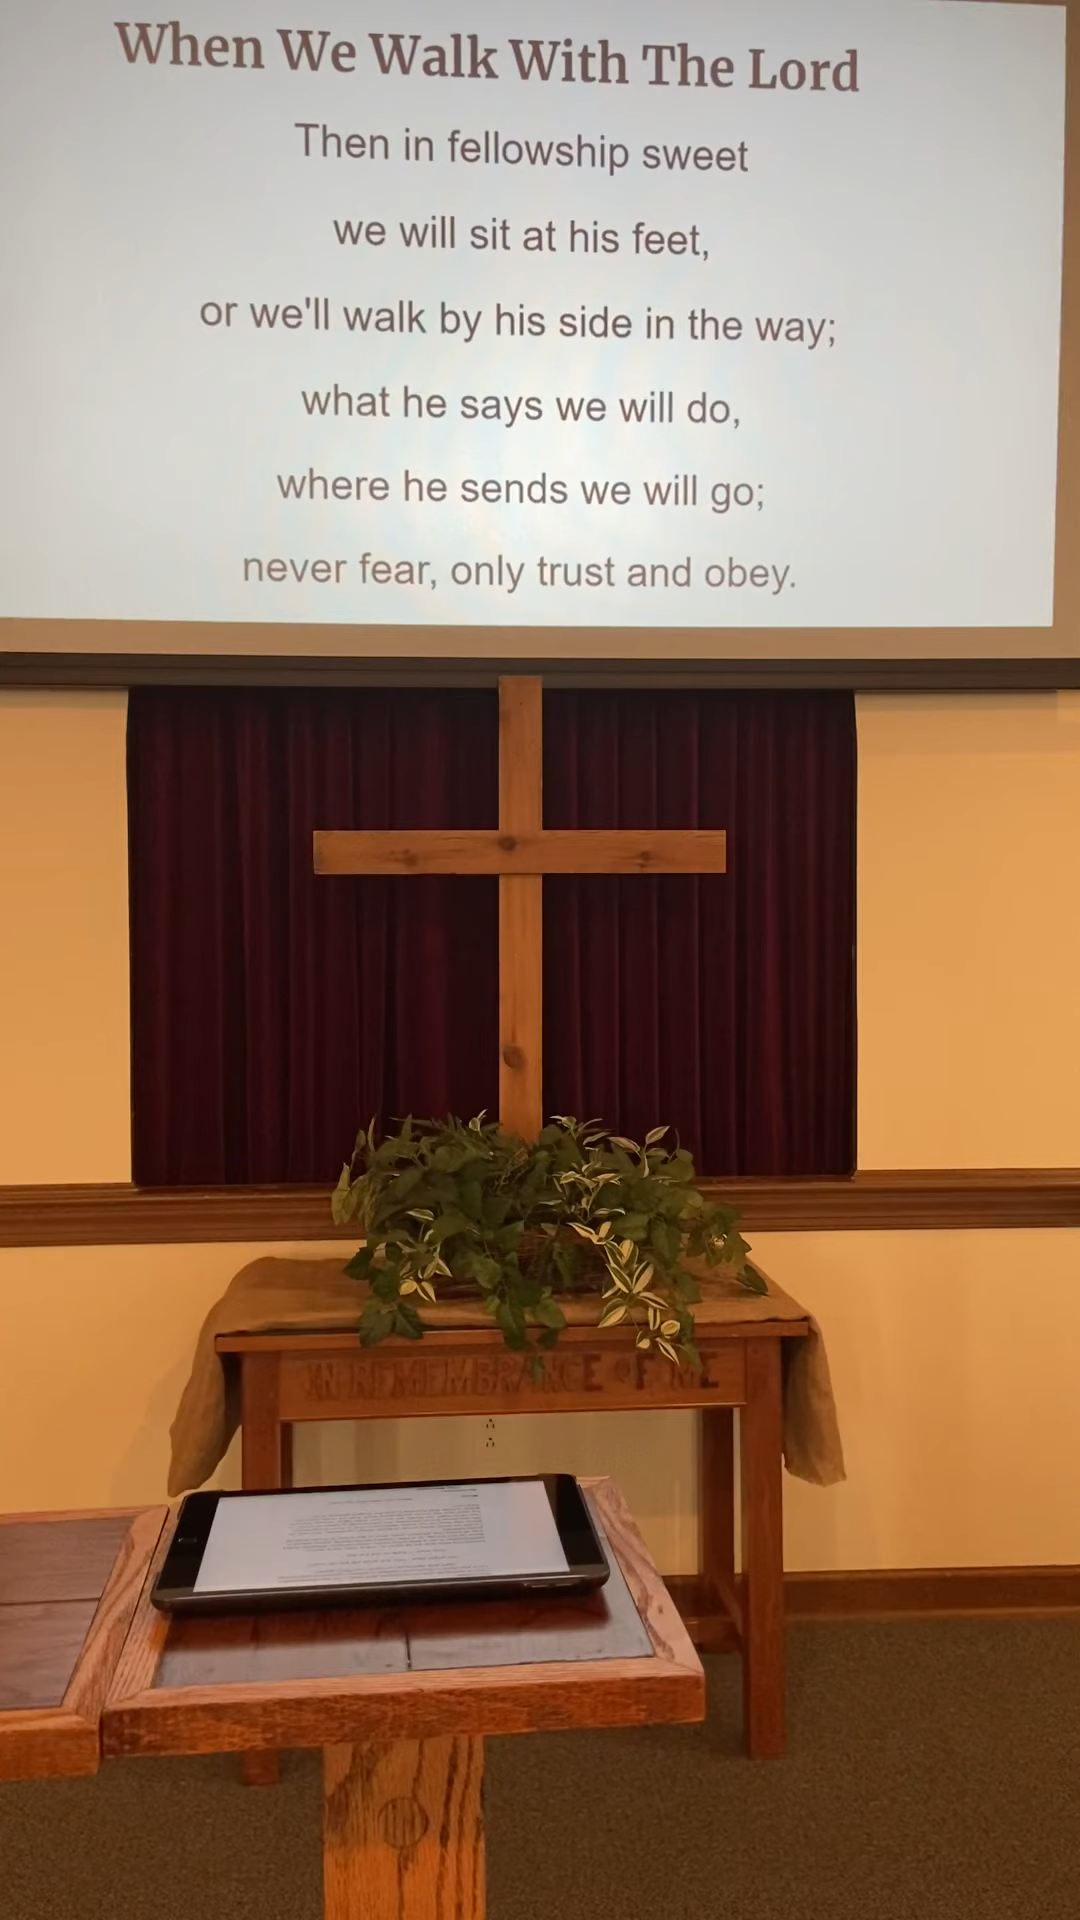 When We Walk With The Lord
Then in fellowship sweet
we will sit at his feet,
or we'll walk by his side in the way;
what he says we will do,
where he sends we will go;
never fear, only trust and obey.
IN REMEMBRANCE OF ME